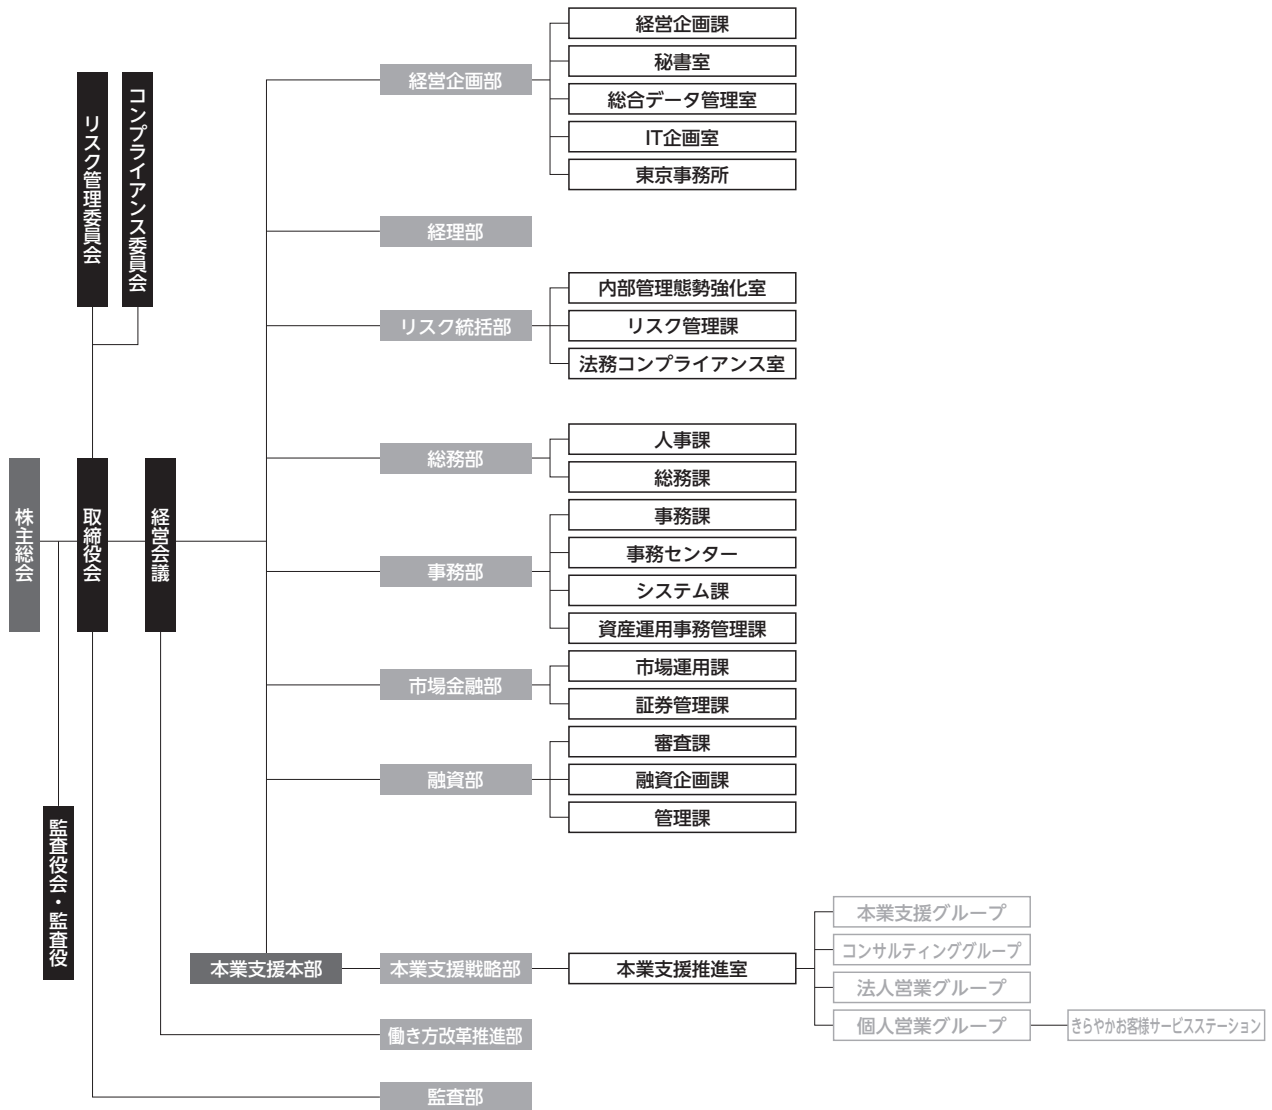 株主総会
監査役会・監査役
取締役会
リスク管理委員会
コンプライアンス委員会
経営会議
経営企画部
経営企画課
秘書室
総合データ管理室
IT企画室
東京事務所
経理部
リスク統括部
内部管理態勢強化室
リスク管理課
法務コンプライアンス室
総務部
人事課
総務課
事務部
事務課
事務センター
システム課
資産運用事務管理課
市場金融部
市場運用課
証券管理課
融資部
審査課
融資企画課
管理課
本業支援本部
本業支援戦略部
本業支援推進室
本業支援グループ
コンサルティンググループ
法人営業グループ
個人営業グループ
きらやかお客様サービスステーション
働き方改革推進部
監査部